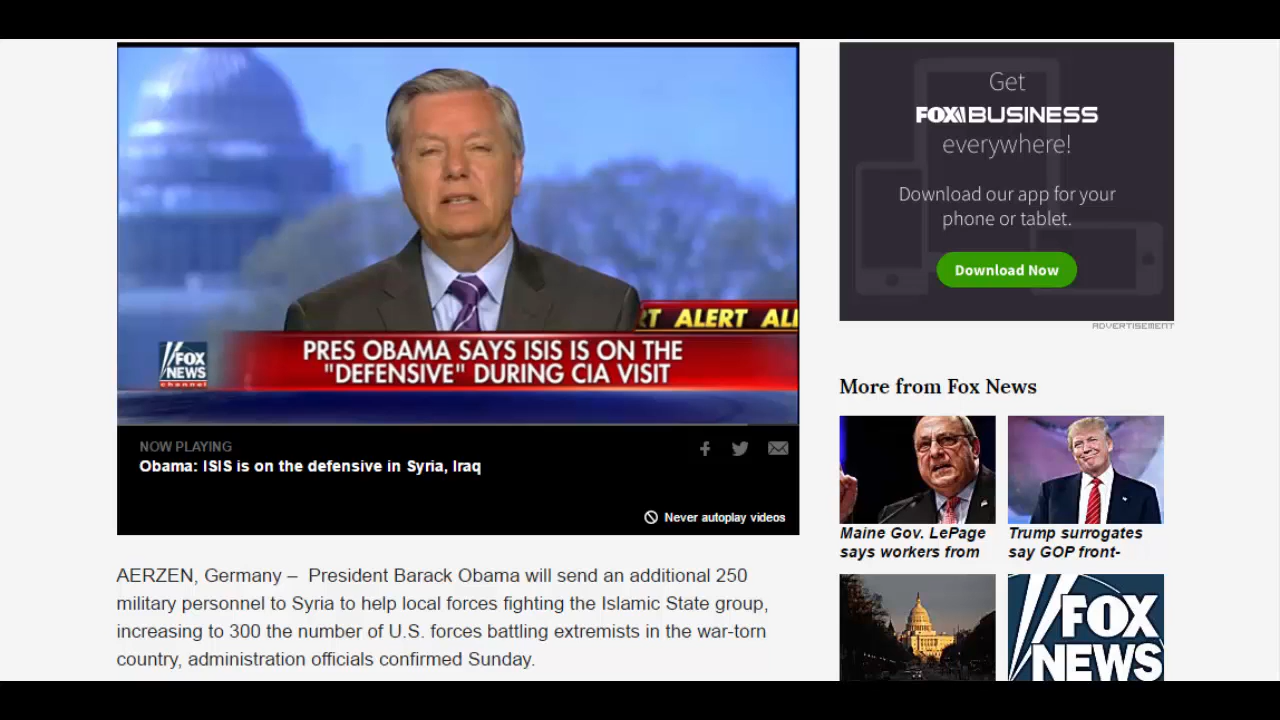 RT ALERT AL
FOX
NEWS
channel
PRES OBAMA SAYS ISIS IS ON THE
"DEFENSIVE" DURING CIA VISIT
NOW PLAYING
Obama: ISIS is on the defensive in Syria, Iraq
Never autoplay videos
AERZEN, Germany – President Barack Obama will send an additional 250
military personnel to Syria to help local forces fighting the Islamic State group,
increasing to 300 the number of U.S. forces battling extremists in the war-torn
country, administration officials confirmed Sunday.
Get
FOX BUSINESS
everywhere!
Download our app for your
phone or tablet.
Download Now
ADVERTISEMENT
More from Fox News
Maine Gov. LePage
says workers from
Trump surrogates
say GOP front-
FOX
NEWS